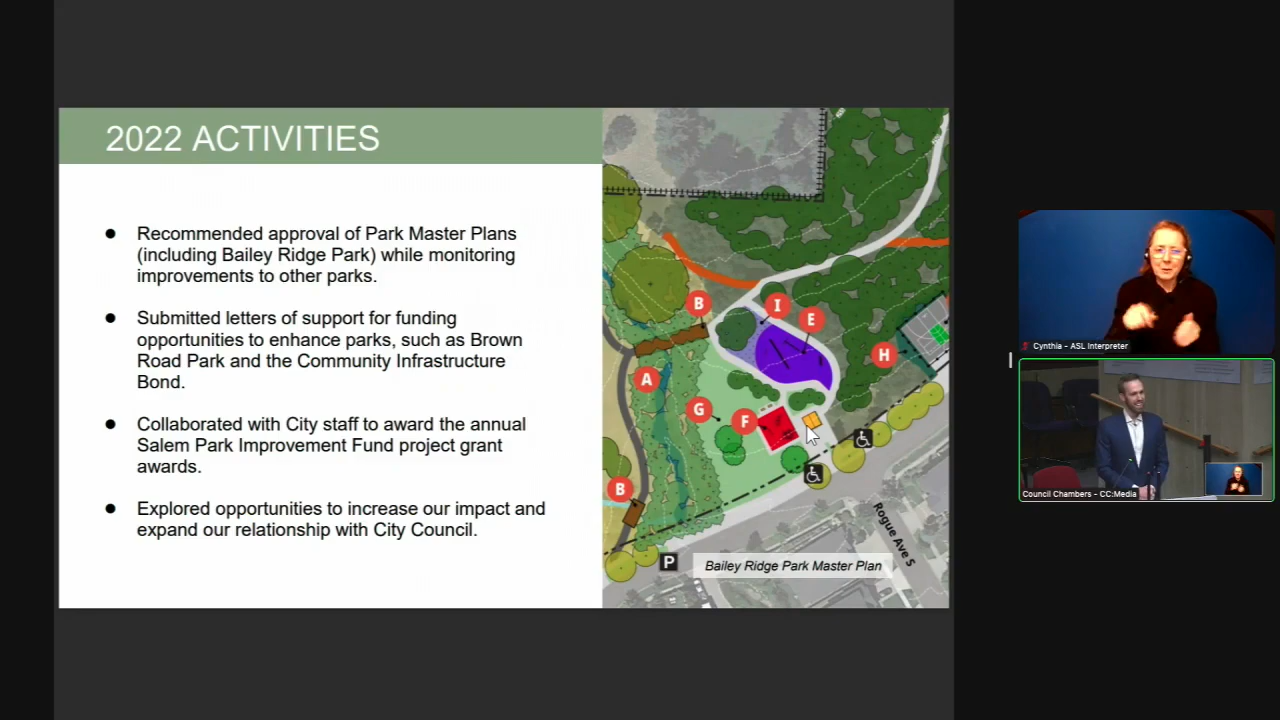 2022 ACTIVITIES
● Recommended approval of Park Master Plans
(including Bailey Ridge Park) while monitoring
improvements to other parks.
● Submitted letters of support for funding
opportunities to enhance parks, such as Brown
Road Park and the Community Infrastructure
Bond.
● Collaborated with City staff to award the annual
Salem Park Improvement Fund project grant
awards.
● Explored opportunities to increase our impact and
expand our relationship with City Council.
B
I
E
H
A
G
F
B
P
Rogue Ave S
Bailey Ridge Park Master Plan
Cynthia - ASL Interpreter
Council Chambers - CC:Media